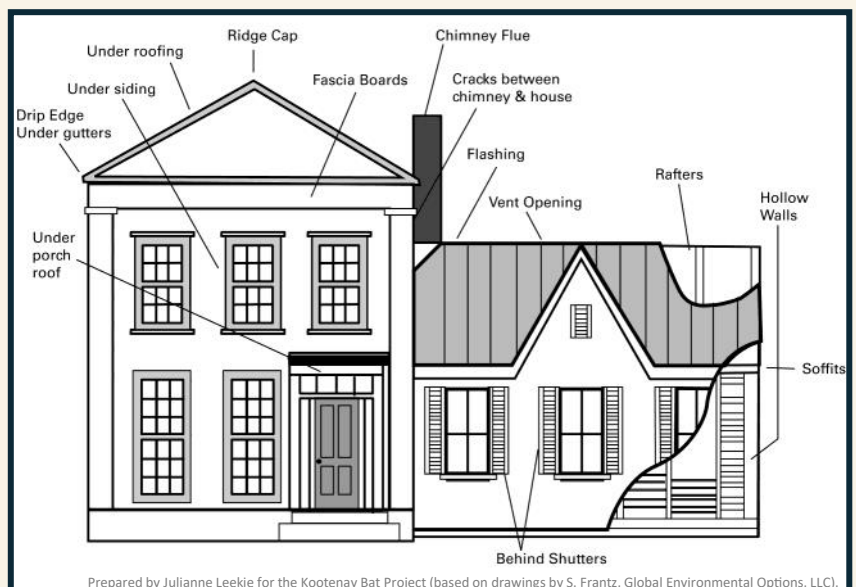 Ridge Cap
Chimney Flue
Under roofing
Fascia Boards
Cracks between
chimney & house
Under siding
Drip Edge
Under gutters
Flashing
Rafters
Vent Opening
Hollow
Walls
Under
porch
roof
Soffits
Behind Shutters
Prepared by Julianne Leekie for the Kootenay Bat Project (based on drawings by S. Frantz, Global Environmental Options, LLC).